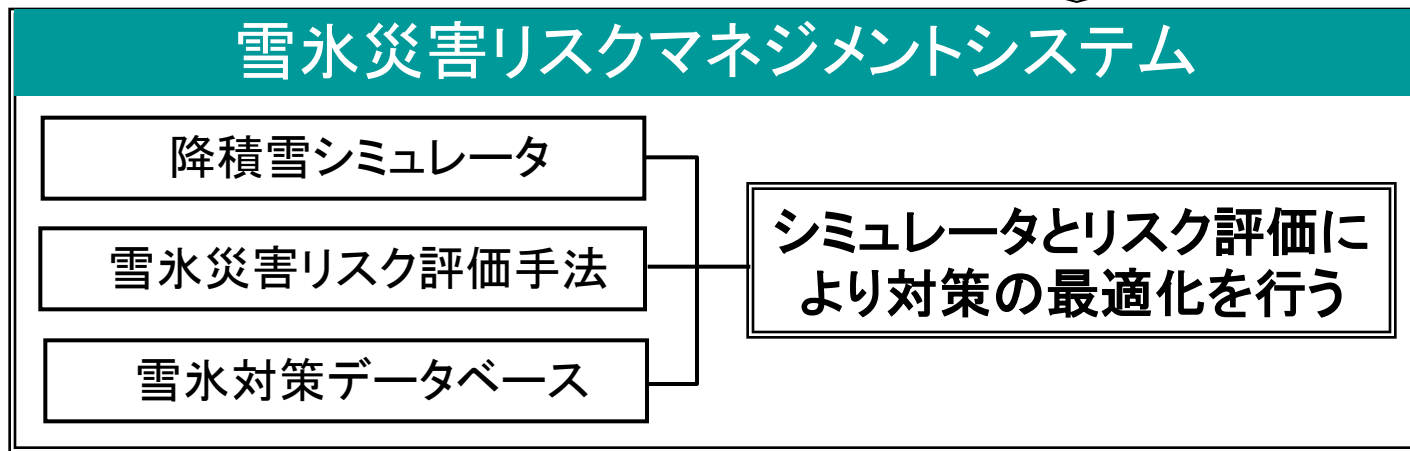 雪氷災害リスクマネジメントシステム
降積雪シミュレータ
雪氷災害リスク評価手法
雪氷対策データベース
シミュレータとリスク評価に
より対策の最適化を行う